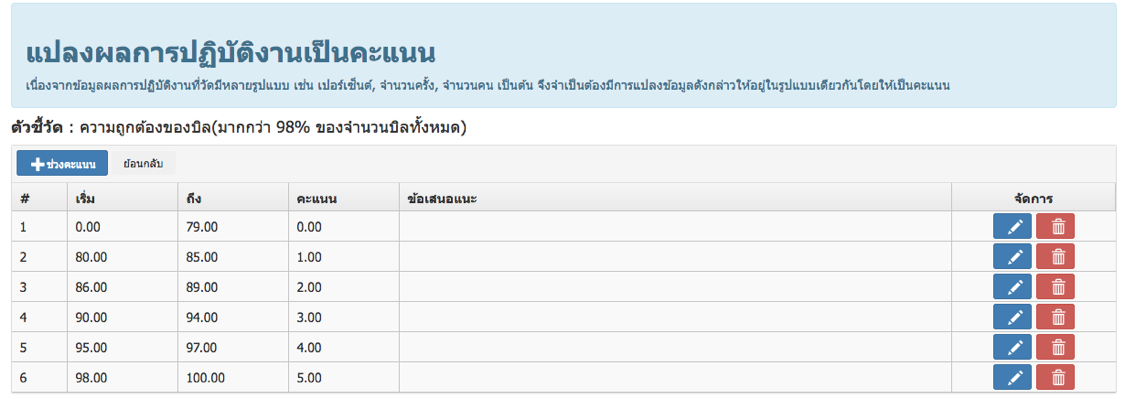 แปลงผลการปฏิบัติงานเป็นคะแนน
เนื่องจากข้อมูลผลการปฏิบัติงานที่วัดมีหลายรูปแบบ เช่น เปอร์เซ็นต์, จำนวนครั้ง, จำนวนคน เป็นต้น จึงจำเป็นต้องมีการแปลงข้อมูลดังกล่าวให้อยู่ในรูปแบบเดียวกันโดยให้เป็นคะแนน
ตัวชี้วัด : ความถูกต้องของบิล(มากกว่า 98% ของจำนวนบิลทั้งหมด)
ช่วงคะแนน ย้อนกลับ
# เริ่ม ถึง คะแนน ข้อเสนอแนะ จัดการ
1 0.00 79.00 0.00
2 80.00 85.00 1.00
3 86.00 89.00 2.00
4 90.00 94.00 3.00
5 95.00 97.00 4.00
6 98.00 100.00 5.00